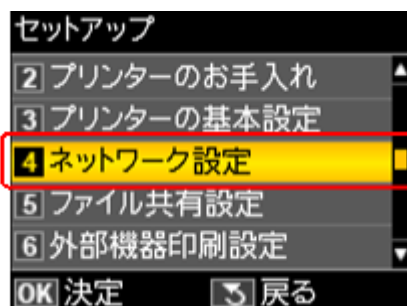 セットアップ
2 プリンターのお手入れ
3 プリンターの基本設定
4 ネットワーク設定
5 ファイル共有設定
6 外部機器印刷設定
OK 決定 戻る